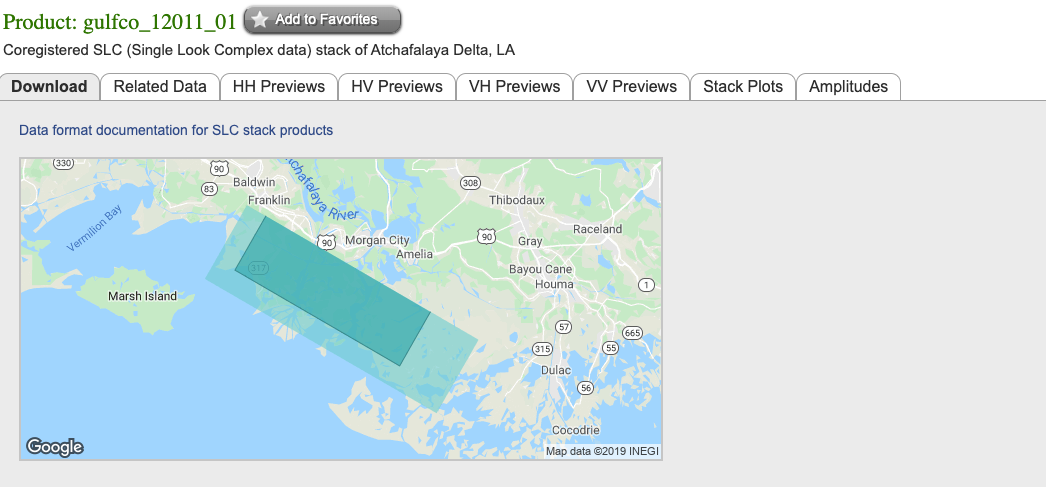 Product: gulfco_12011_01 Add to Favorites
Coregistered SLC (Single Look Complex data) stack of Atchafalaya Delta, LA
Download Related Data HH Previews HV Previews VH Previews VV Previews Stack Plots Amplitudes
Data format documentation for SLC stack products
330
90
83
Baldwin
Franklin
chafalaya River
Vermilion Bay
308
Thibodaux
90
Morgan City
Amelia
90
Gray
Raceland
317
Marsh Island
Bayou Cane
Houma
1
57
665
315
55
Dulac
56
Cocodrie
Google
Map data ©2019 INEGI